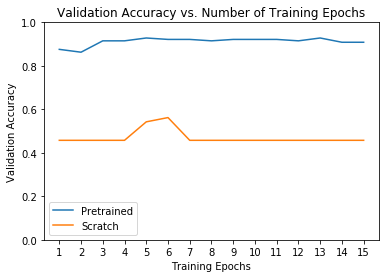 Validation Accuracy vs. Number of Training Epochs
1.0
0.8
0.6
0.4
0.2
0.0
Validation Accuracy
Pretrained
Scratch
1 2 3 4 5 6 7 8 9 10 11 12 13 14 15
Training Epochs